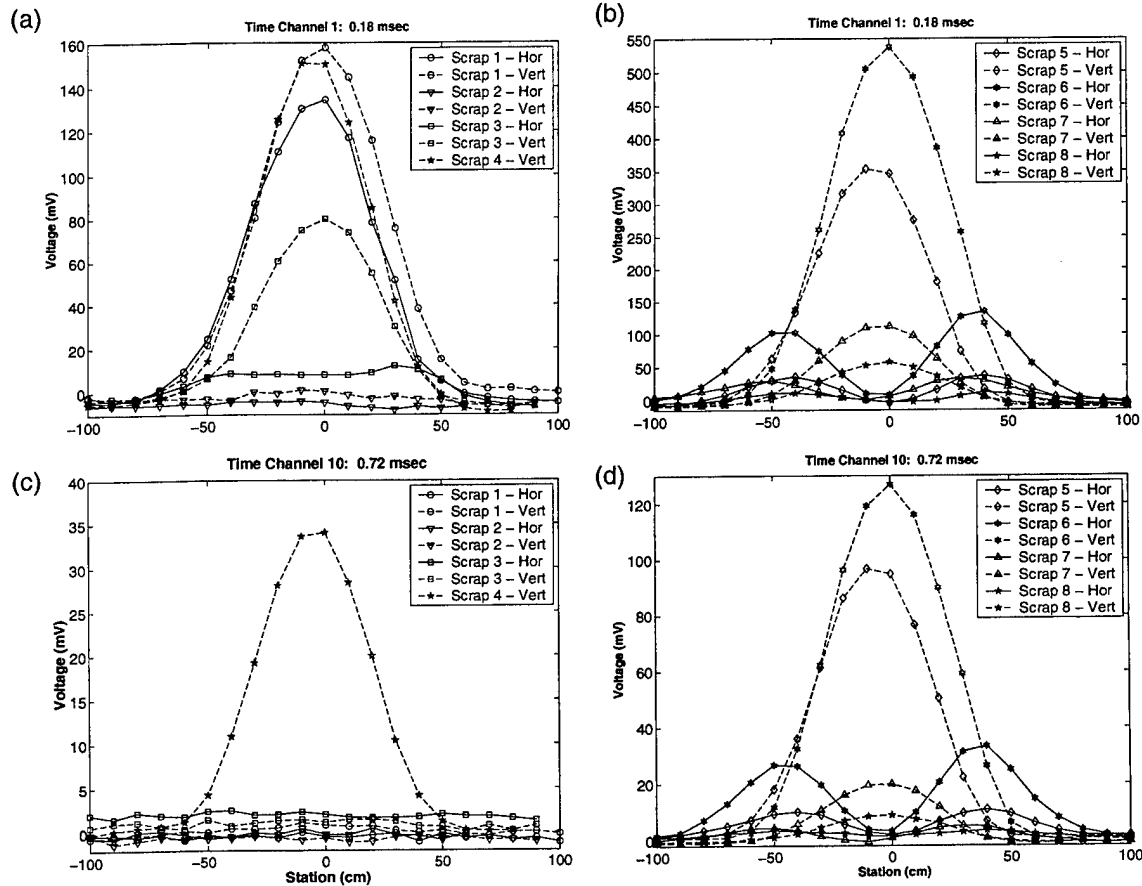 (a)
Time Channel 1: 0.18 msec
Voltage (mV)
160
140
120
100
80
60
40
20
0
−100
−50
0
50
100
Scrap 1 – Hor
Scrap 1 – Vert
Scrap 2 – Hor
Scrap 2 – Vert
Scrap 3 – Hor
Scrap 3 – Vert
Scrap 4 – Vert
(b)
Time Channel 1: 0.18 msec
Voltage (mV)
550
500
450
400
350
300
250
200
150
100
50
0
−100
−50
0
50
100
Scrap 5 – Hor
Scrap 5 – Vert
Scrap 6 – Hor
Scrap 6 – Vert
Scrap 7 – Hor
Scrap 7 – Vert
Scrap 8 – Hor
Scrap 8 – Vert
(c)
Time Channel 10: 0.72 msec
Voltage (mV)
40
35
30
25
20
15
10
5
0
−100
−50
0
50
100
Station (cm)
Scrap 1 – Hor
Scrap 1 – Vert
Scrap 2 – Hor
Scrap 2 – Vert
Scrap 3 – Hor
Scrap 3 – Vert
Scrap 4 – Vert
(d)
Time Channel 10: 0.72 msec
Voltage (mV)
120
100
80
60
40
20
0
−100
−50
0
50
100
Station (cm)
Scrap 5 – Hor
Scrap 5 – Vert
Scrap 6 – Hor
Scrap 6 – Vert
Scrap 7 – Hor
Scrap 7 – Vert
Scrap 8 – Hor
Scrap 8 – Vert